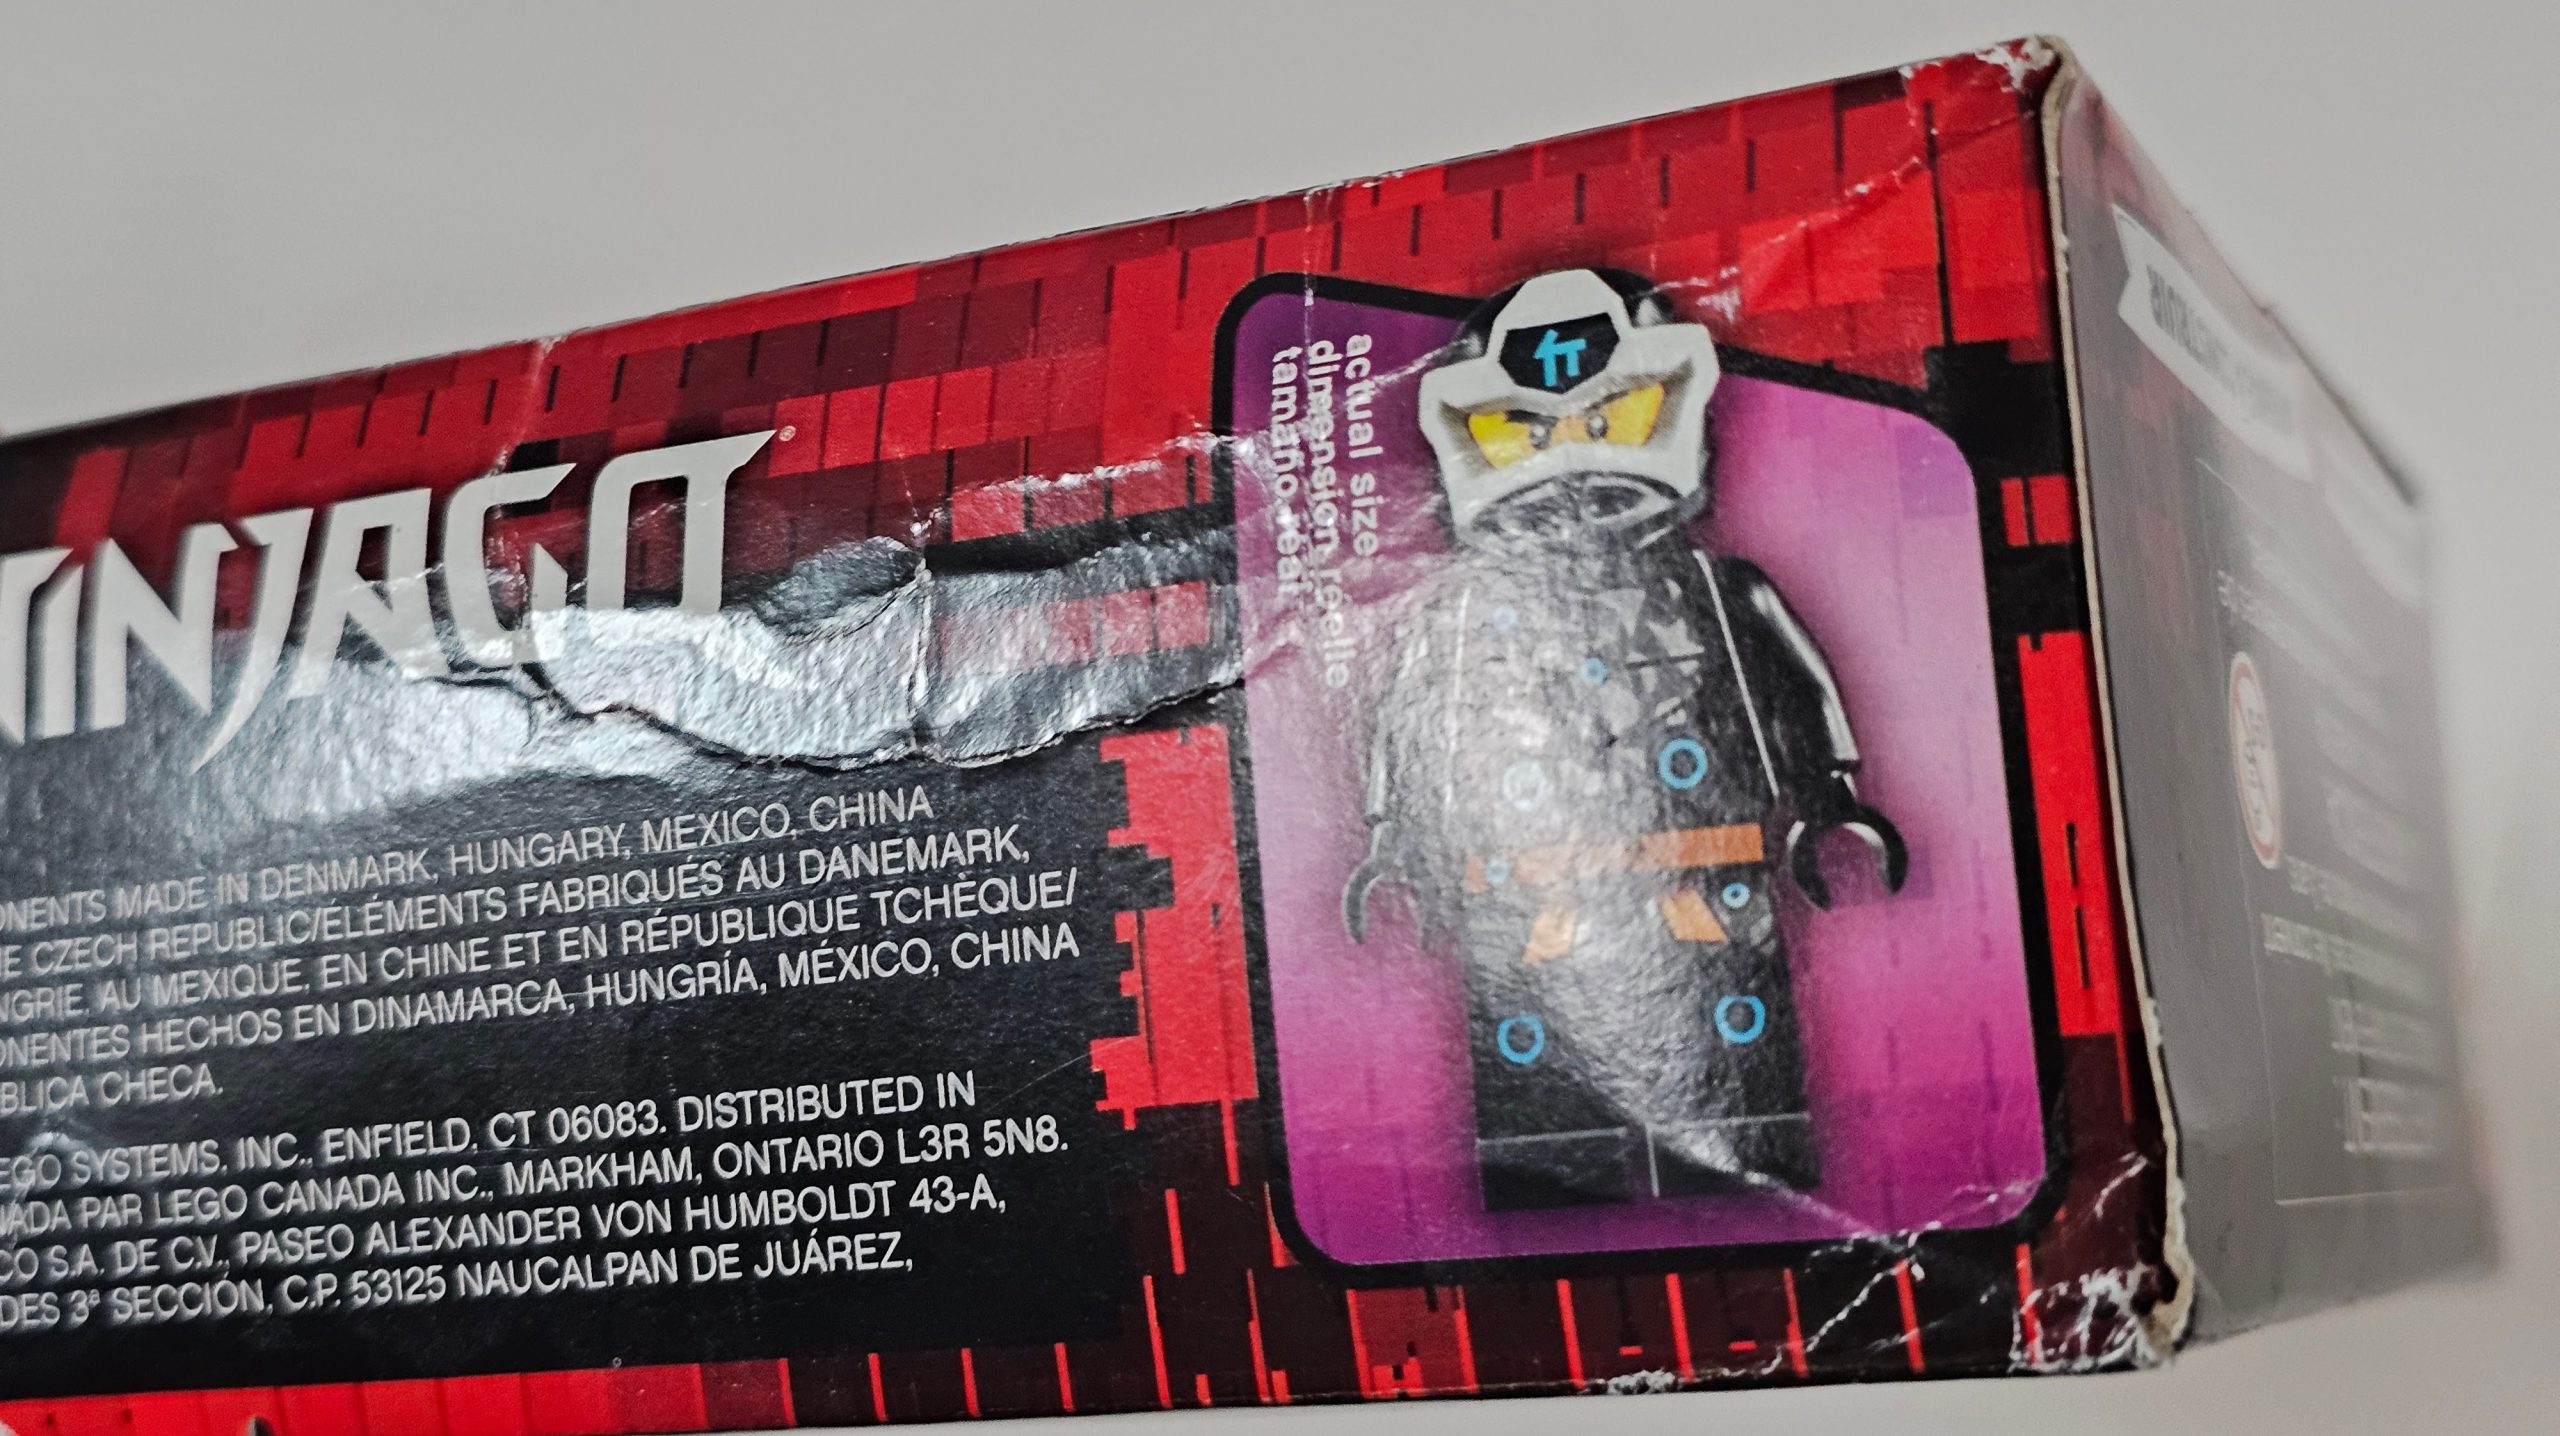 NINJAGO®
actual size
dimension réelle
tamaño real
ONENTS MADE IN DENMARK, HUNGARY, MEXICO, CHINA
E CZECH REPUBLIC/ÉLÉMENTS FABRIQUÉS AU DANEMARK,
NGRIE, AU MEXIQUE, EN CHINE ET EN RÉPUBLIQUE TCHÈQUE/
ONENTES HECHOS EN DINAMARCA, HUNGRÍA, MÉXICO, CHINA
BLICA CHECA.
EGO SYSTEMS, INC., ENFIELD, CT 06083. DISTRIBUTED IN
NADA PAR LEGO CANADA INC., MARKHAM, ONTARIO L3R 5N8.
CO S.A. DE C.V., PASEO ALEXANDER VON HUMBOLDT 43-A,
DES 3ª SECCIÓN, C.P. 53125 NAUCALPAN DE JUÁREZ,